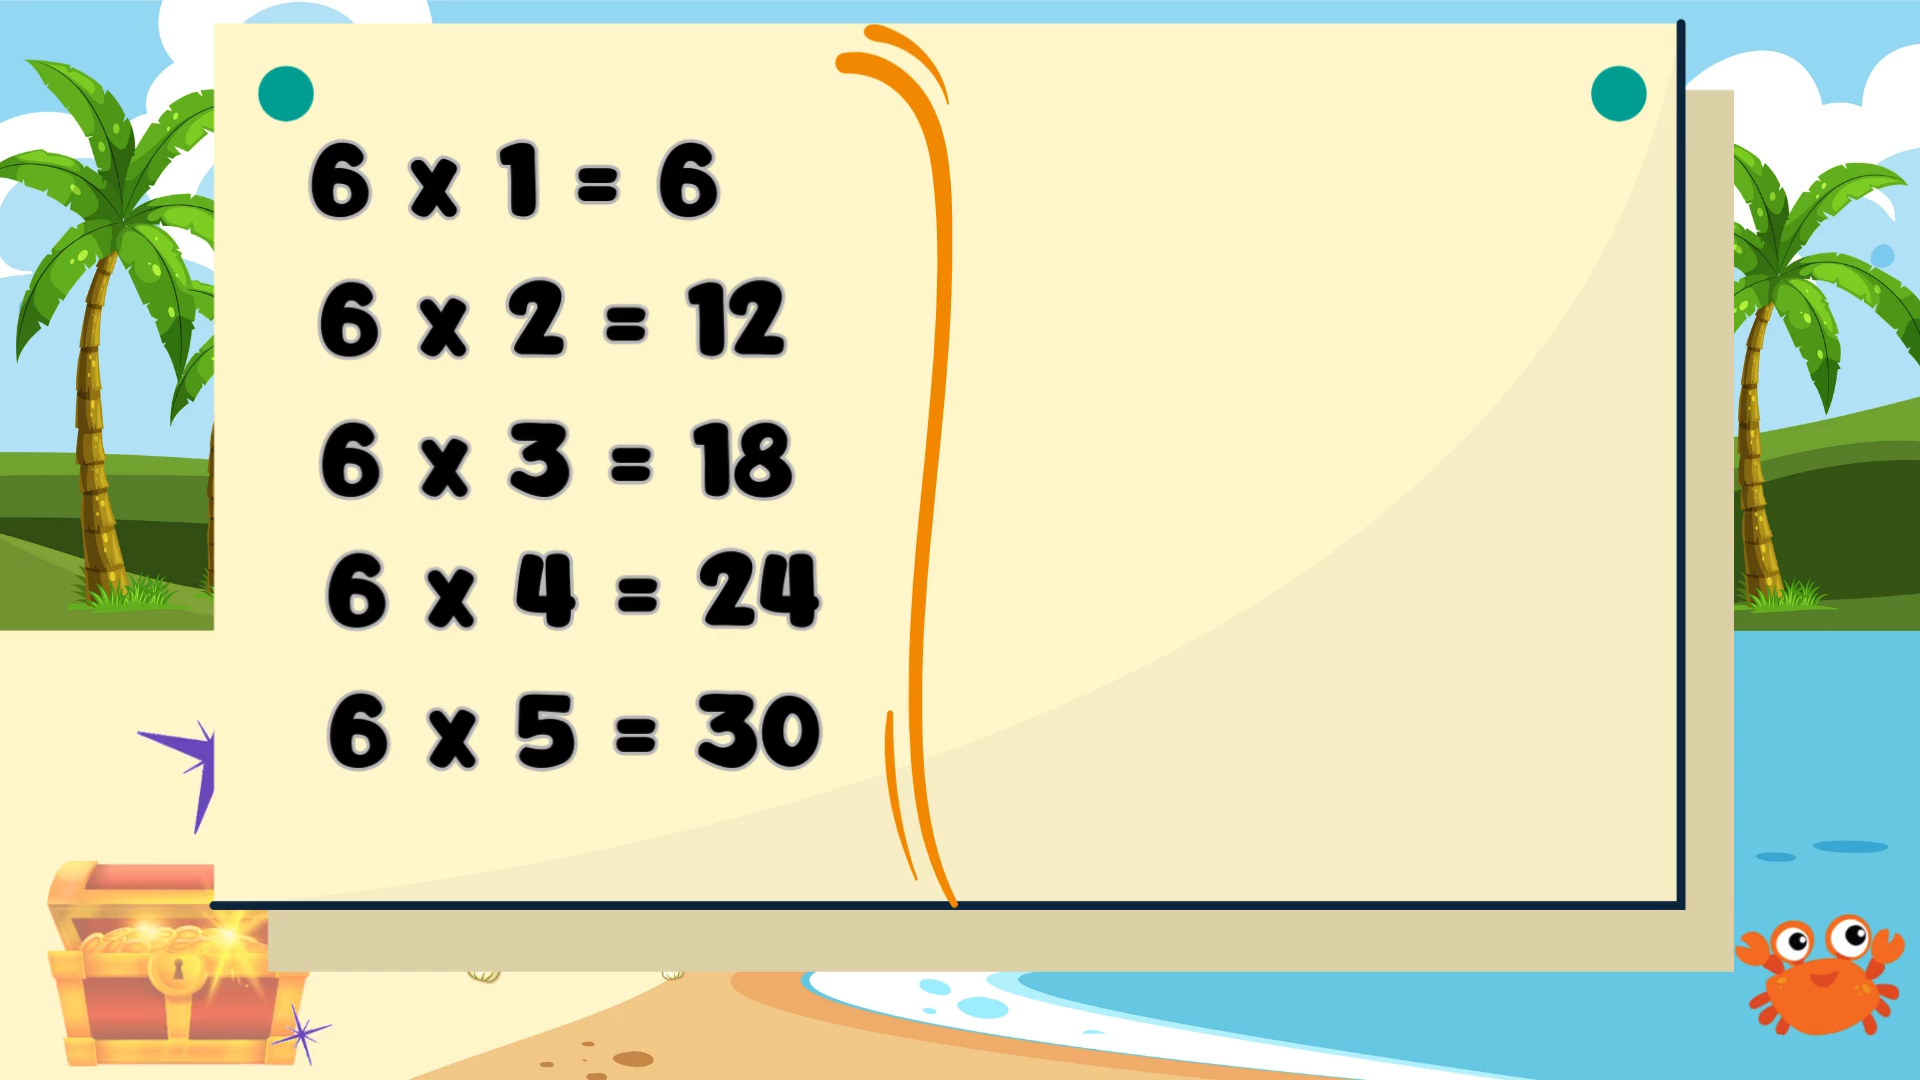 6 x 1 = 6
6 x 2 = 12
6 x 3 = 18
6 x 4 = 24
6 x 5 = 30